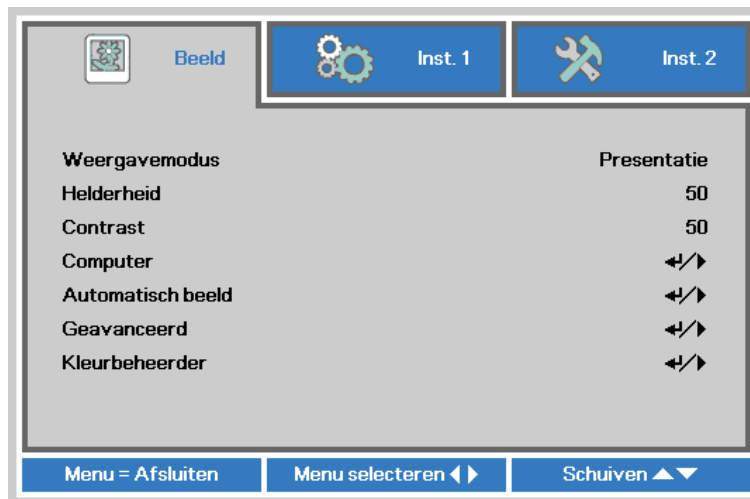 Beeld Inst. 1 Inst. 2
Weergavemodus Presentatie
Helderheid 50
Contrast 50
Computer ↵/▶
Automatisch beeld ↵/▶
Geavanceerd ↵/▶
Kleurbeheerder ↵/▶
Menu = Afsluiten Menu selecteren ◀▶ Schuiven ▲▼